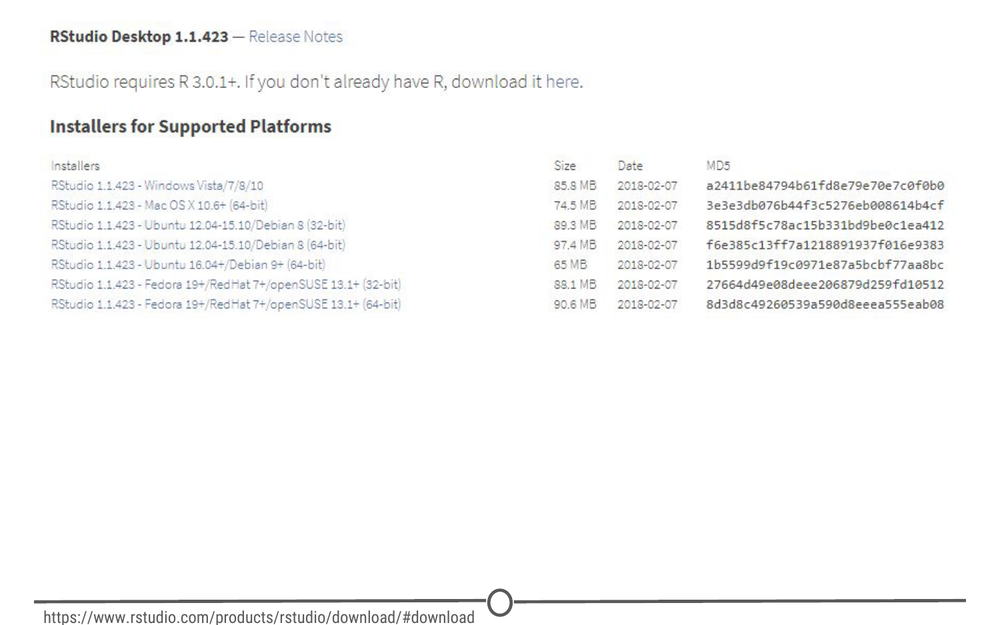 RStudio Desktop 1.1.423 — Release Notes
RStudio requires R 3.0.1+. If you don't already have R, download it here.
Installers for Supported Platforms
Installers Size Date MD5
RStudio 1.1.423 - Windows Vista/7/8/10 85.8 MB 2018-02-07 a2411be84794b61fd8e79e70e7c0f0b0
RStudio 1.1.423 - Mac OS X 10.6+ (64-bit) 74.5 MB 2018-02-07 3e3e3db076b44f3c5276eb008614b4cf
RStudio 1.1.423 - Ubuntu 12.04-15.10/Debian 8 (32-bit) 89.3 MB 2018-02-07 8515d8f5c78ac15b331bd9be0c1ea412
RStudio 1.1.423 - Ubuntu 12.04-15.10/Debian 8 (64-bit) 97.4 MB 2018-02-07 f6e385c13ff7a1218891937f016e9383
RStudio 1.1.423 - Ubuntu 16.04+/Debian 9+ (64-bit) 65 MB 2018-02-07 1b5599d9f19c0971e87a5bcbf77aa8bc
RStudio 1.1.423 - Fedora 19+/RedHat 7+/openSUSE 13.1+ (32-bit) 88.1 MB 2018-02-07 27664d49e08deee206879d259fd10512
RStudio 1.1.423 - Fedora 19+/RedHat 7+/openSUSE 13.1+ (64-bit) 90.6 MB 2018-02-07 8d3d8c49260539a590d8eeea555eab08
https://www.rstudio.com/products/rstudio/download/#download